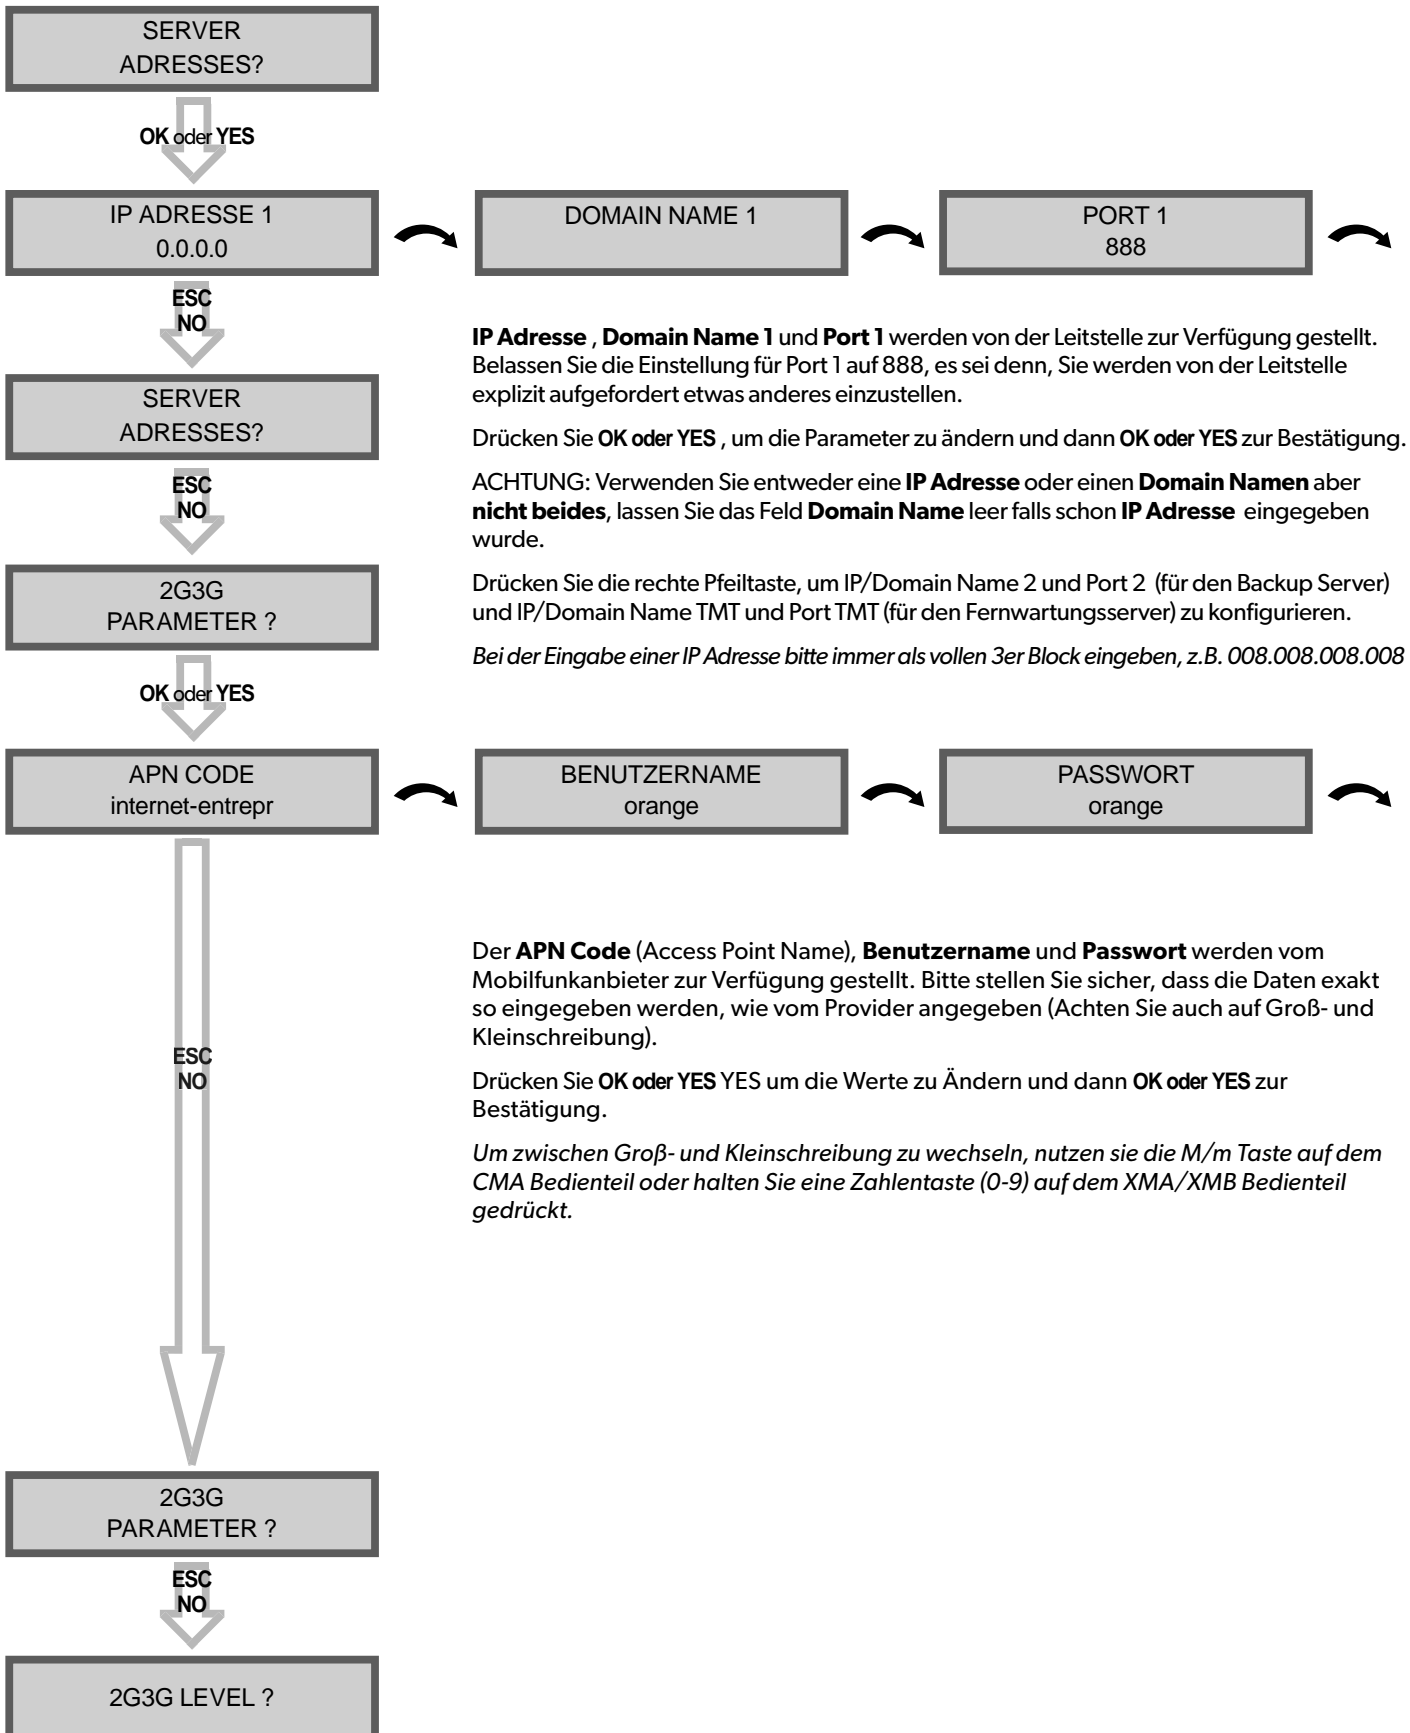 SERVER
ADRESSES?
OK oder YES
IP ADRESSE 1
0.0.0.0
DOMAIN NAME 1
PORT 1
888
ESC
NO
IP Adresse , Domain Name 1 und Port 1 werden von der Leitstelle zur Verfügung gestellt.
Belassen Sie die Einstellung für Port 1 auf 888, es sei denn, Sie werden von der Leitstelle
explizit aufgefordert etwas anderes einzustellen.
Drücken Sie OK oder YES , um die Parameter zu ändern und dann OK oder YES zur Bestätigung.
ACHTUNG: Verwenden Sie entweder eine IP Adresse oder einen Domain Namen aber
nicht beides, lassen Sie das Feld Domain Name leer falls schon IP Adresse eingegeben
wurde.
Drücken Sie die rechte Pfeiltaste, um IP/Domain Name 2 und Port 2 (für den Backup Server)
und IP/Domain Name TMT und Port TMT (für den Fernwartungsserver) zu konfigurieren.
Bei der Eingabe einer IP Adresse bitte immer als vollen 3er Block eingeben, z.B. 008.008.008.008
SERVER
ADRESSES?
ESC
NO
2G3G
PARAMETER ?
OK oder YES
APN CODE
internet-entrepr
BENUTZERNAME
orange
PASSWORT
orange
Der APN Code (Access Point Name), Benutzername und Passwort werden vom
Mobilfunkanbieter zur Verfügung gestellt. Bitte stellen Sie sicher, dass die Daten exakt
so eingegeben werden, wie vom Provider angegeben (Achten Sie auch auf Groß- und
Kleinschreibung).
Drücken Sie OK oder YES YES um die Werte zu Ändern und dann OK oder YES zur
Bestätigung.
Um zwischen Groß- und Kleinschreibung zu wechseln, nutzen sie die M/m Taste auf dem
CMA Bedienteil oder halten Sie eine Zahlentaste (0-9) auf dem XMA/XMB Bedienteil
gedrückt.
ESC
NO
2G3G
PARAMETER ?
ESC
NO
2G3G LEVEL ?